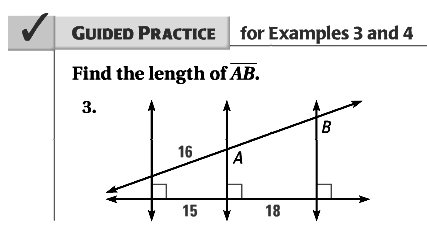 ✓ GUIDED PRACTICE for Examples 3 and 4
Find the length of AB.
3.
B
16
A
15
18